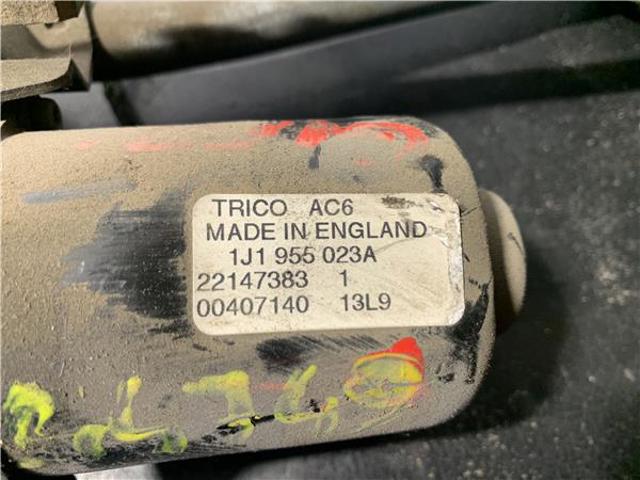 TRICO AC6
MADE IN ENGLAND
1J1 955 023A
22147383 1
00407140 13L9